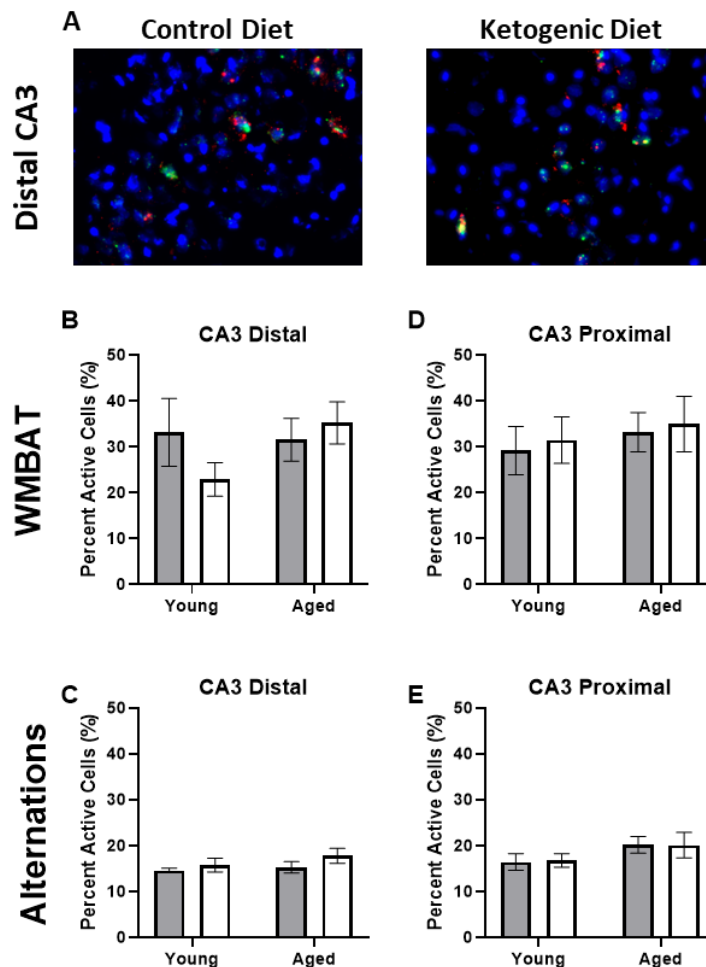 A
Control Diet
Ketogenic Diet
Distal CA3
WMBAT
B
CA3 Distal
Percent Active Cells (%)
50
40
30
20
10
0
Young
Aged
D
CA3 Proximal
Percent Active Cells (%)
50
40
30
20
10
0
Young
Aged
Alternations
C
CA3 Distal
Percent Active Cells (%)
50
40
30
20
10
0
Young
Aged
E
CA3 Proximal
Percent Active Cells (%)
50
40
30
20
10
0
Young
Aged